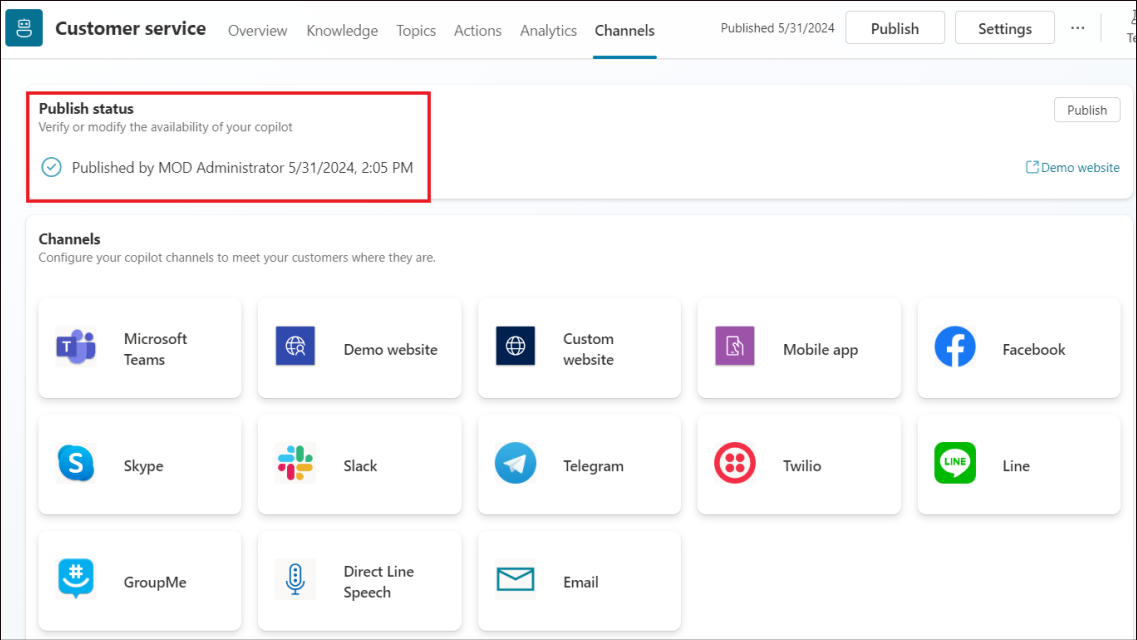 Customer service
Overview
Knowledge
Topics
Actions
Analytics
Channels
Published 5/31/2024
Publish
Settings
...
Publish status
Verify or modify the availability of your copilot
Publish
Published by MOD Administrator 5/31/2024, 2:05 PM
Demo website
Channels
Configure your copilot channels to meet your customers where they are.
T
Microsoft
Teams
Demo website
Custom
website
Mobile app
Facebook
S
Skype
Slack
Telegram
Twilio
LINE
Line
#
GroupMe
Direct Line
Speech
Email